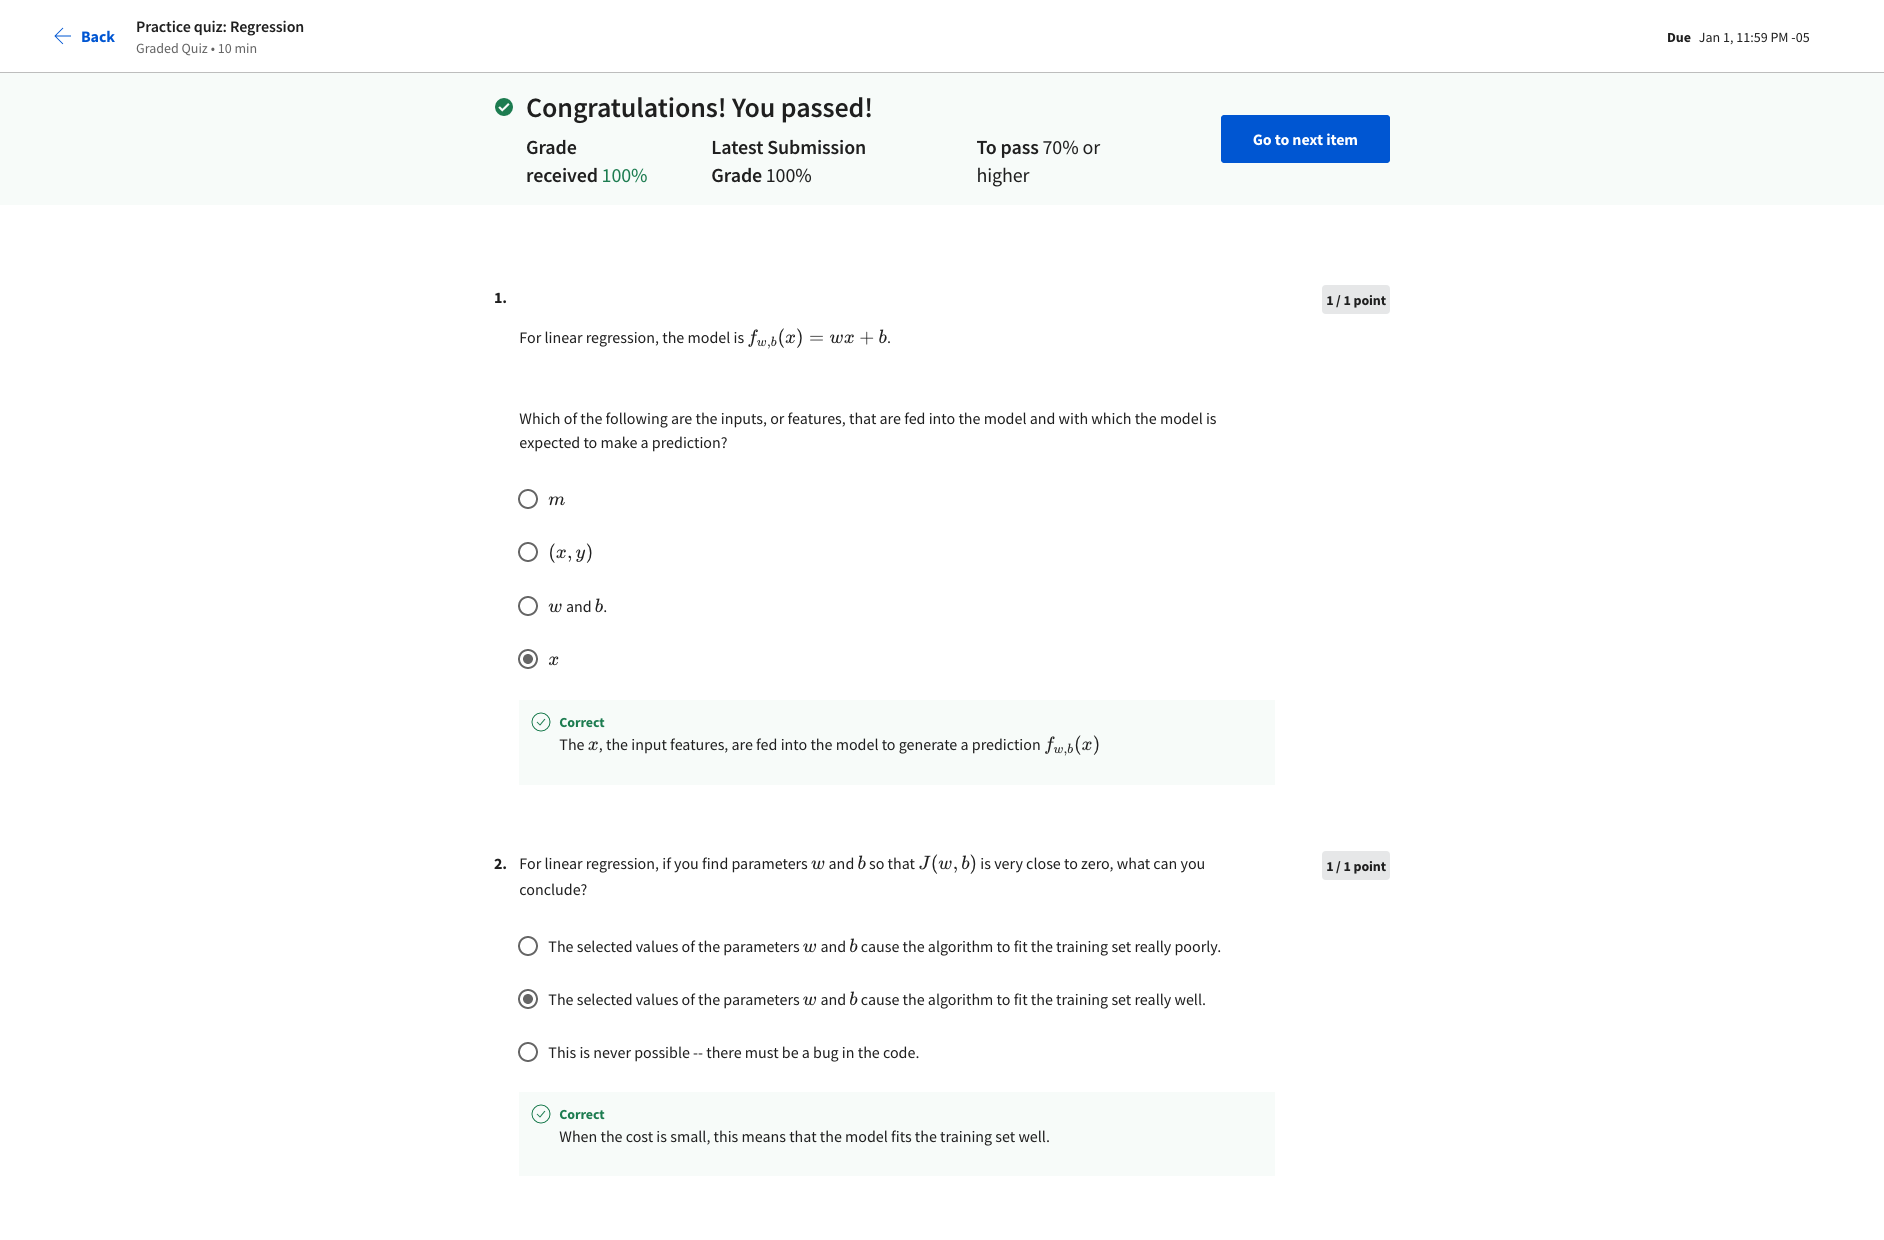 Back
Practice quiz: Regression
Graded Quiz • 10 min
Due Jan 1, 11:59 PM -05
Congratulations! You passed!
Grade received 100%
Latest Submission Grade 100%
To pass 70% or higher
Go to next item
1.
1 / 1 point
For linear regression, the model is f_{w,b}(x) = wx + b.
Which of the following are the inputs, or features, that are fed into the model and with which the model is
expected to make a prediction?
m
(x, y)
w and b.
x
Correct
The x, the input features, are fed into the model to generate a prediction f_{w,b}(x)
2. For linear regression, if you find parameters w and b so that J(w, b) is very close to zero, what can you
conclude?
1 / 1 point
The selected values of the parameters w and b cause the algorithm to fit the training set really poorly.
The selected values of the parameters w and b cause the algorithm to fit the training set really well.
This is never possible -- there must be a bug in the code.
Correct
When the cost is small, this means that the model fits the training set well.